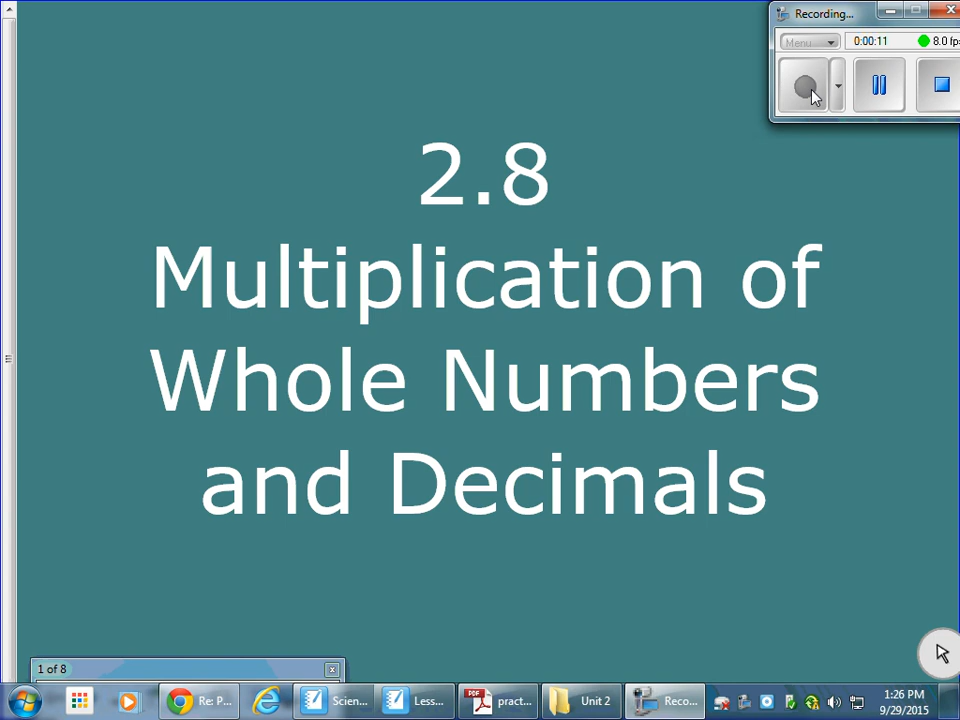 Recording...
Menu
0:00:11
8.0 fp
2.8
Multiplication of
Whole Numbers
and Decimals
1 of 8
Re: P...
Scien...
Less...
PDF
pract...
Unit 2
Reco...
1:26 PM
9/29/2015